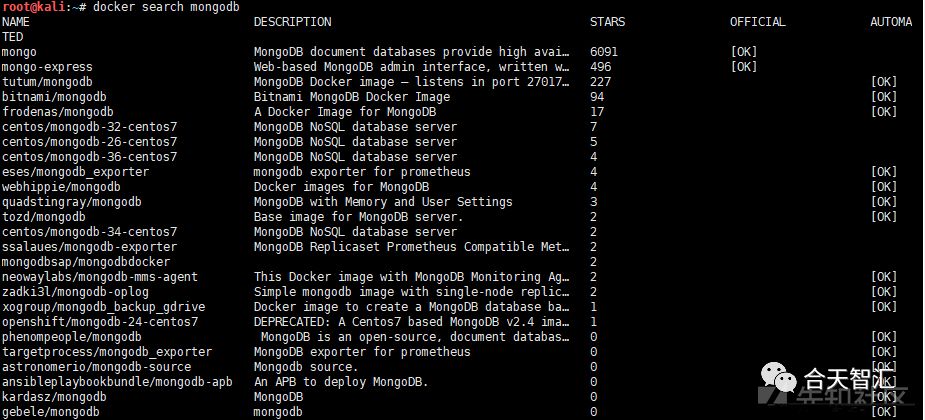 root@kali:~# docker search mongodb
NAME DESCRIPTION STARS OFFICIAL AUTOMA
TED
mongo MongoDB document databases provide high avai… 6091 [OK]
mongo-express Web-based MongoDB admin interface, written w… 496 [OK]
tutum/mongodb MongoDB Docker image – listens in port 27017… 227 [OK]
bitnami/mongodb Bitnami MongoDB Docker Image 94 [OK]
frodenas/mongodb A Docker Image for MongoDB 17 [OK]
centos/mongodb-32-centos7 MongoDB NoSQL database server 7
centos/mongodb-26-centos7 MongoDB NoSQL database server 5
centos/mongodb-36-centos7 MongoDB NoSQL database server 4
eses/mongodb_exporter mongodb exporter for prometheus 4 [OK]
webhippie/mongodb Docker images for MongoDB 4 [OK]
quadstingray/mongodb MongoDB with Memory and User Settings 3 [OK]
tozd/mongodb Base image for MongoDB server. 2 [OK]
centos/mongodb-34-centos7 MongoDB NoSQL database server 2
ssalaues/mongodb-exporter MongoDB Replicaset Prometheus Compatible Met… 2
mongodbsap/mongodbdocker 2
neowaylabs/mongodb-mms-agent This Docker image with MongoDB Monitoring Ag… 2 [OK]
zadki3l/mongodb-oplog Simple mongodb image with single-node replic… 2 [OK]
xogroup/mongodb_backup_gdrive Docker image to create a MongoDB database ba… 1 [OK]
openshift/mongodb-24-centos7 DEPRECATED: A Centos7 based MongoDB v2.4 ima… 1
phenompeople/mongodb MongoDB is an open-source, document databas… 0 [OK]
targetprocess/mongodb_exporter MongoDB exporter for prometheus 0 [OK]
astronomerio/mongodb-source Mongodb source. 0 [OK]
ansibleplaybookbundle/mongodb-apb An APB to deploy MongoDB. 0 [OK]
kardasz/mongodb MongoDB 0 [OK]
gebele/mongodb mongodb 0 [OK]
合天智汇
先知社区